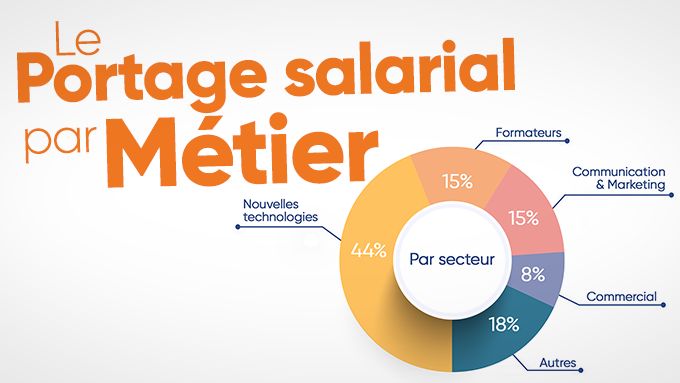 Le
Portage salarial
par Métier
Formateurs
15%
Communication
& Marketing
15%
Nouvelles
technologies
44%
Par secteur
8%
Commercial
18%
Autres